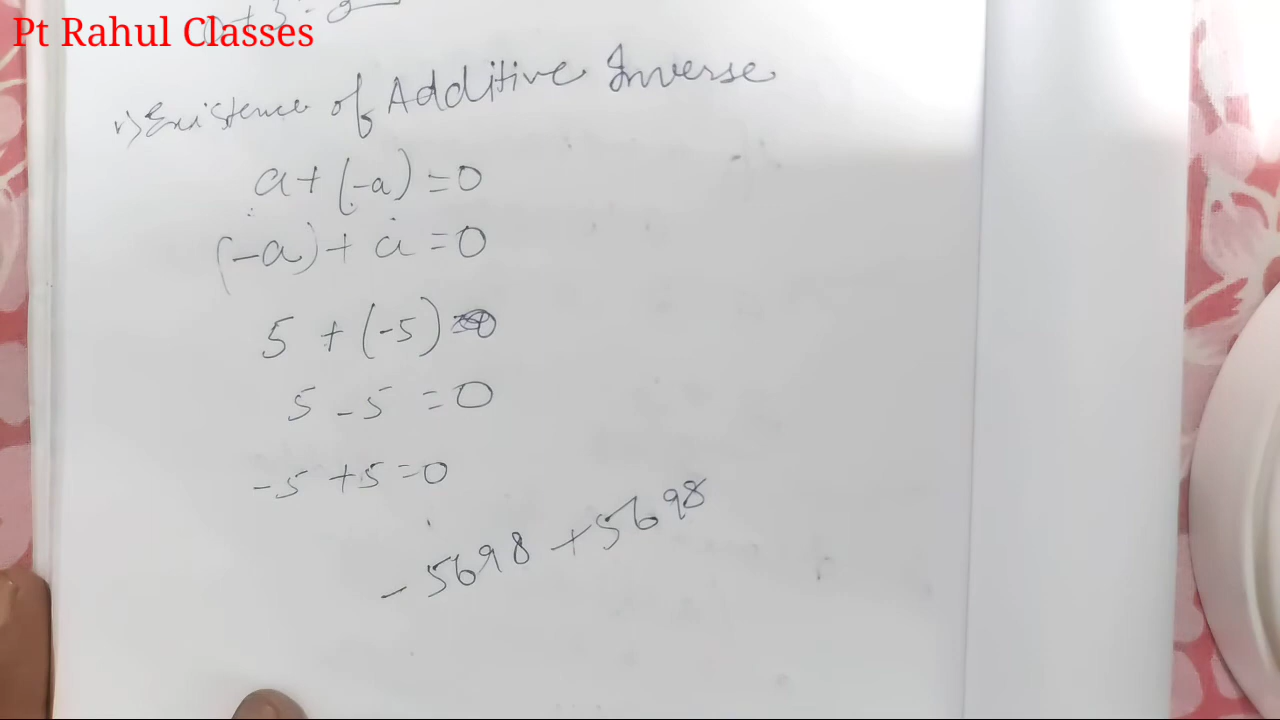 Pt Rahul Classes
v) Existence of Additive Inverse
a + (-a) = 0
(-a) + a = 0
5 + (-5) 0
5 - 5 = 0
-5 + 5 = 0
- 5698 + 5698